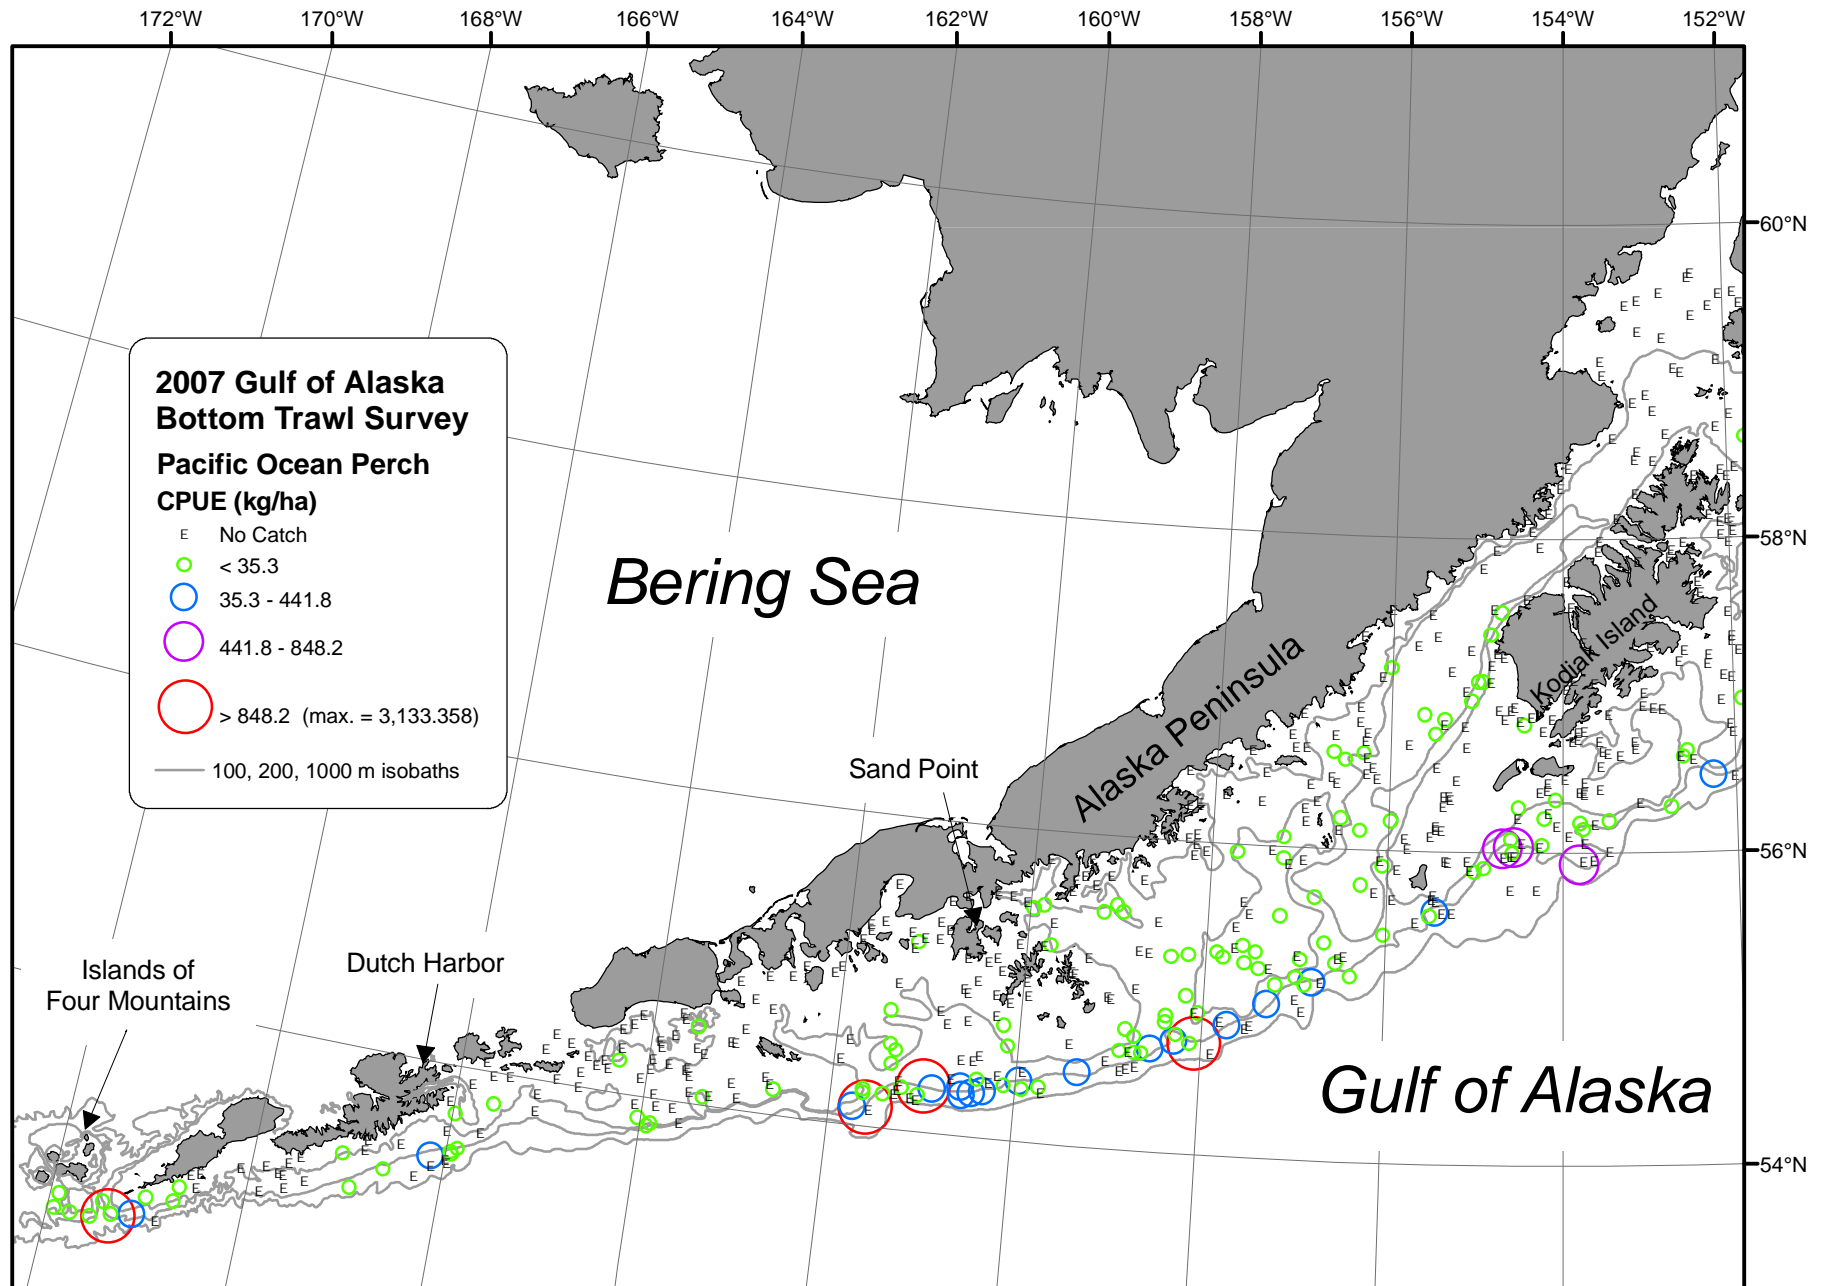 172°W 170°W 168°W 166°W 164°W 162°W 160°W 158°W 156°W 154°W 152°W
60°N
2007 Gulf of Alaska
Bottom Trawl Survey
Pacific Ocean Perch
CPUE (kg/ha)
E No Catch
< 35.3
35.3 - 441.8
441.8 - 848.2
> 848.2 (max. = 3,133.358)
100, 200, 1000 m isobaths
58°N
Bering Sea
Kodiak Island
Alaska Peninsula
Sand Point
56°N
Dutch Harbor
Islands of
Four Mountains
Gulf of Alaska
54°N